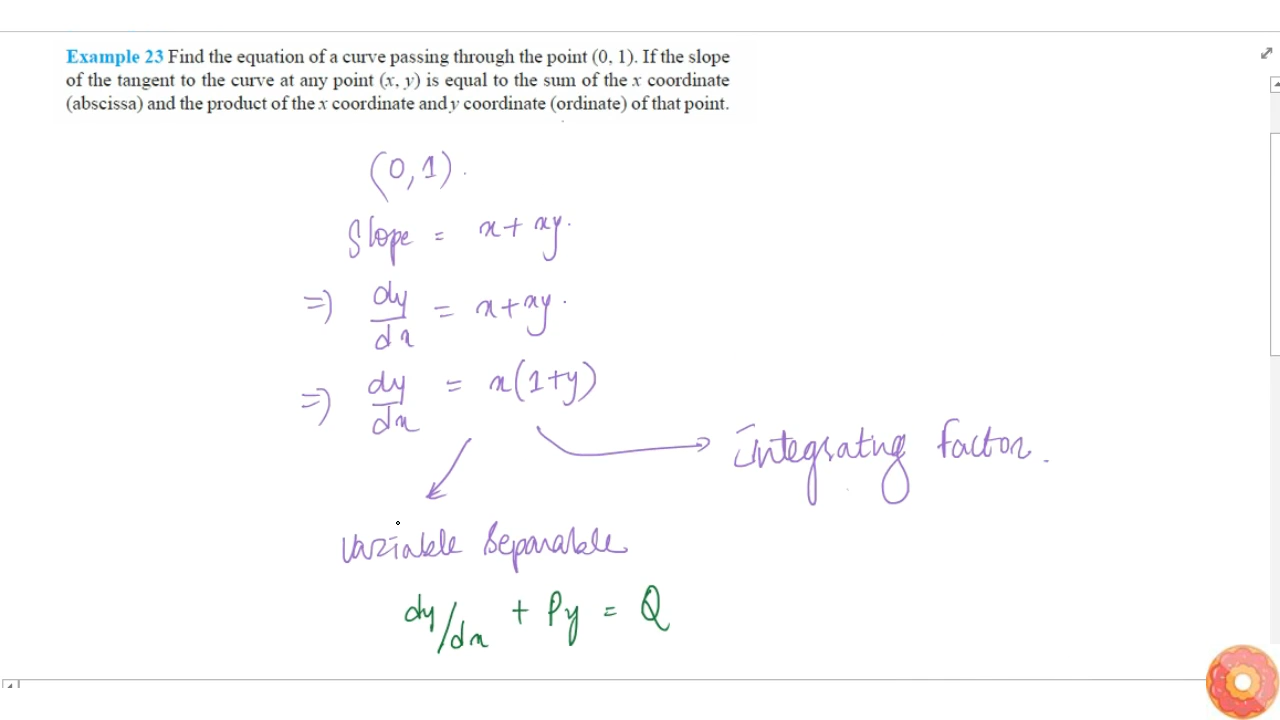 Example 23 Find the equation of a curve passing through the point (0, 1). If the slope
of the tangent to the curve at any point (x, y) is equal to the sum of the x coordinate
(abscissa) and the product of the x coordinate and y coordinate (ordinate) of that point.
(0, 1).
Slope = x + xy.
=) dy/dx = x + xy.
=) dy/dx = x(1+y)
Integrating factor.
Variable Separable
dy/dx + Py = Q